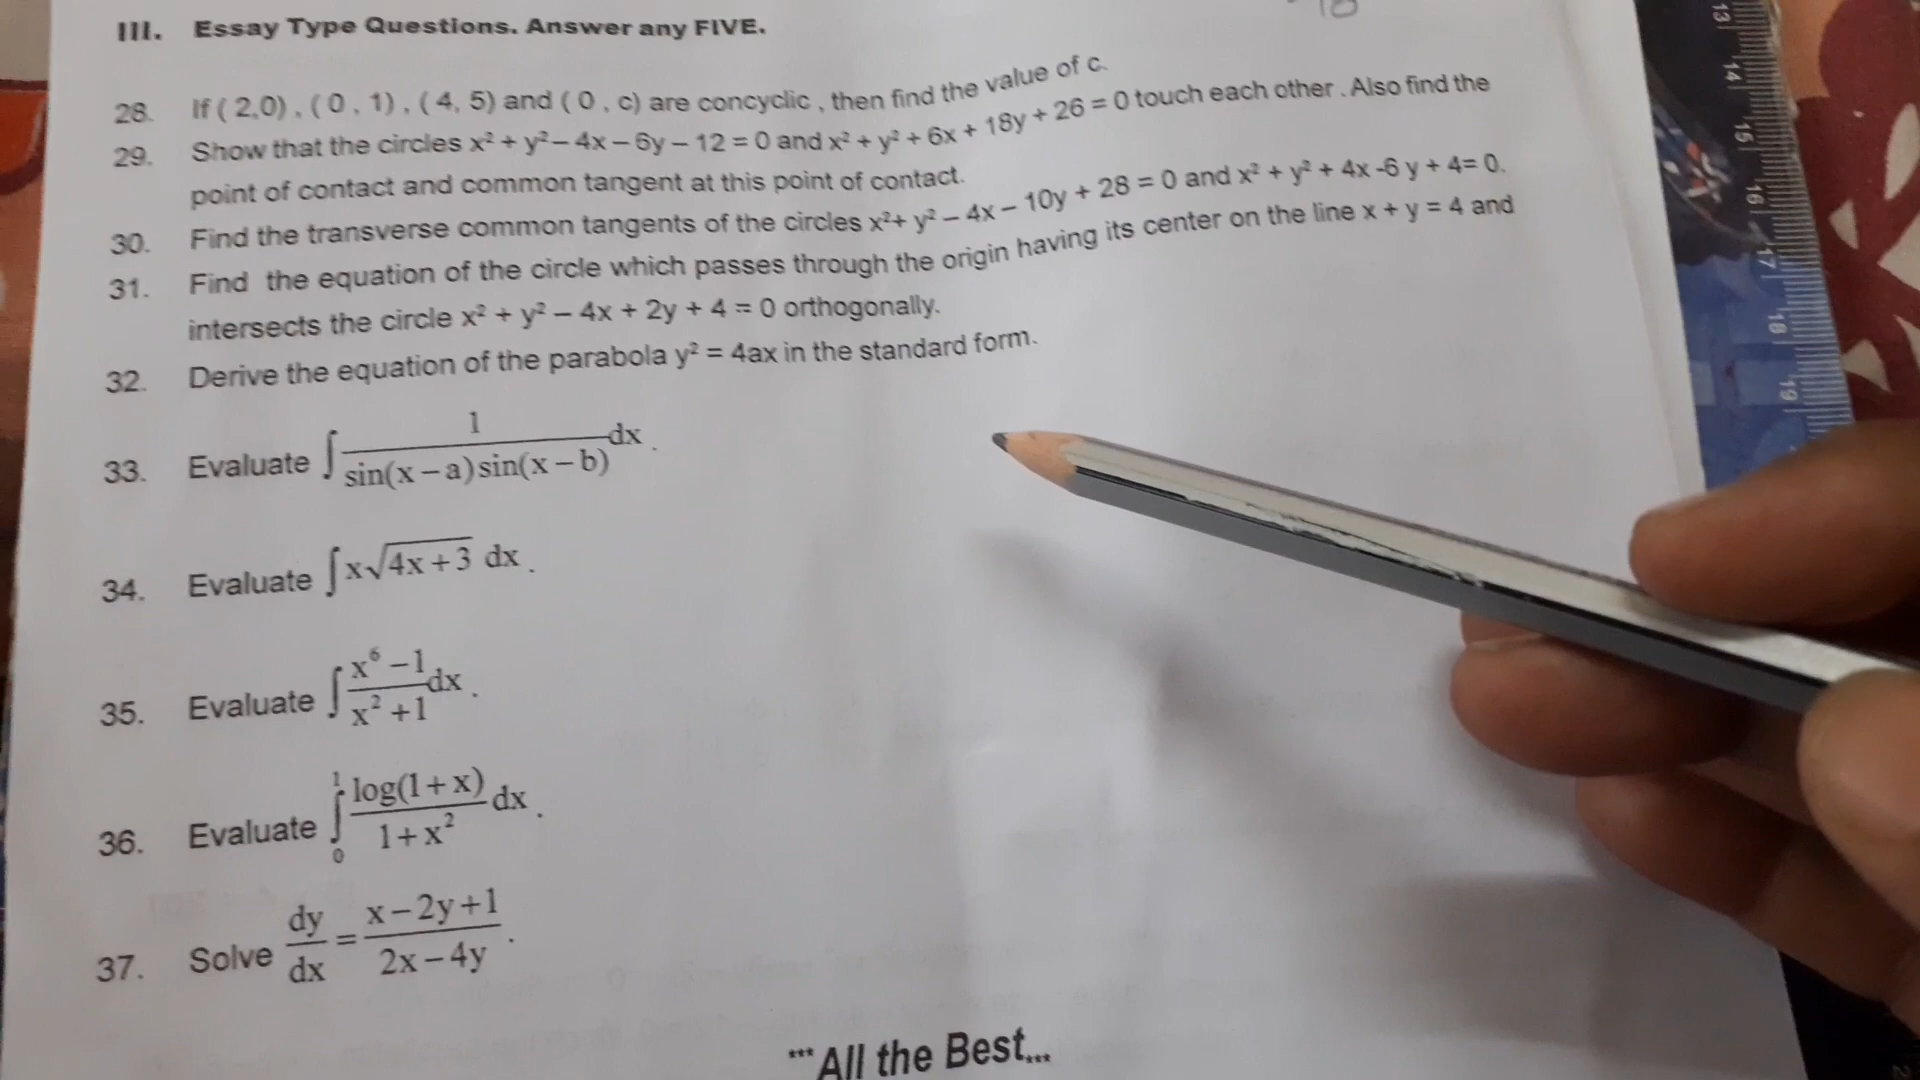 III. Essay Type Questions. Answer any FIVE.
28. If ( 2,0) , ( 0 , 1) , ( 4, 5) and ( 0 , c) are concyclic , then find the value of c.
29. Show that the circles x² + y² – 4x – 6y – 12 = 0 and x² + y² + 6x + 18y + 26 = 0 touch each other . Also find the
point of contact and common tangent at this point of contact.
30. Find the transverse common tangents of the circles x²+ y² – 4x – 10y + 28 = 0 and x² + y² + 4x -6 y + 4= 0.
31. Find the equation of the circle which passes through the origin having its center on the line x + y = 4 and
intersects the circle x² + y² – 4x + 2y + 4 = 0 orthogonally.
32. Derive the equation of the parabola y² = 4ax in the standard form.
33. Evaluate ∫ 1/(sin(x – a) sin(x – b)) dx .
34. Evaluate ∫ x√(4x + 3) dx .
35. Evaluate ∫ (x⁶ – 1)/(x² + 1) dx .
36. Evaluate ∫₀¹ log(1 + x)/(1 + x²) dx .
37. Solve dy/dx = (x – 2y + 1)/(2x – 4y) .
***All the Best...
13
14
15
16
17
18
19